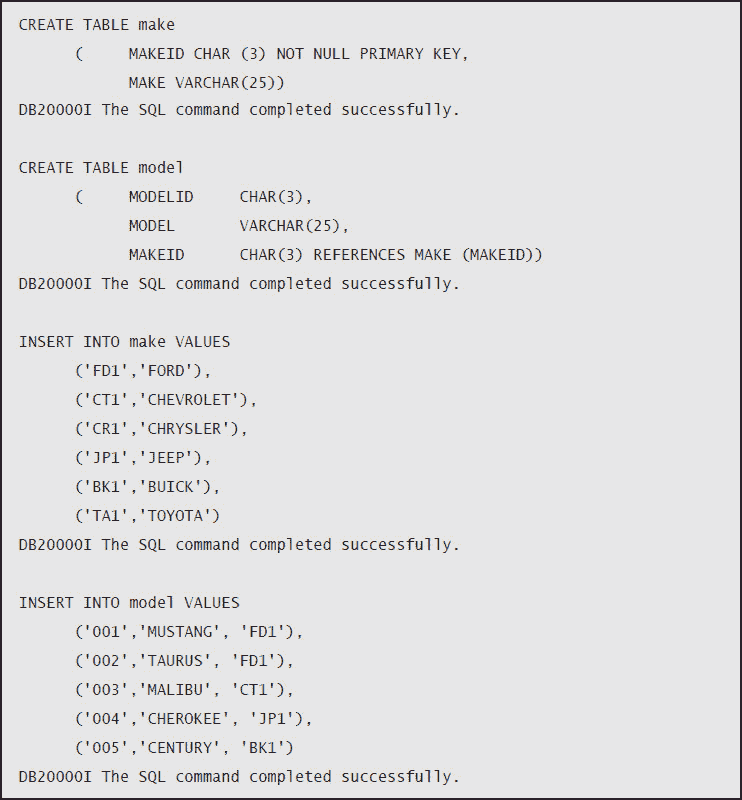 CREATE TABLE make
( MAKEID CHAR (3) NOT NULL PRIMARY KEY,
MAKE VARCHAR(25))
DB20000I The SQL command completed successfully.
CREATE TABLE model
( MODELID CHAR(3),
MODEL VARCHAR(25),
MAKEID CHAR(3) REFERENCES MAKE (MAKEID))
DB20000I The SQL command completed successfully.
INSERT INTO make VALUES
('FD1','FORD'),
('CT1','CHEVROLET'),
('CR1','CHRYSLER'),
('JP1','JEEP'),
('BK1','BUICK'),
('TA1','TOYOTA')
DB20000I The SQL command completed successfully.
INSERT INTO model VALUES
('001','MUSTANG', 'FD1'),
('002','TAURUS', 'FD1'),
('003','MALIBU', 'CT1'),
('004','CHEROKEE', 'JP1'),
('005','CENTURY', 'BK1')
DB20000I The SQL command completed successfully.